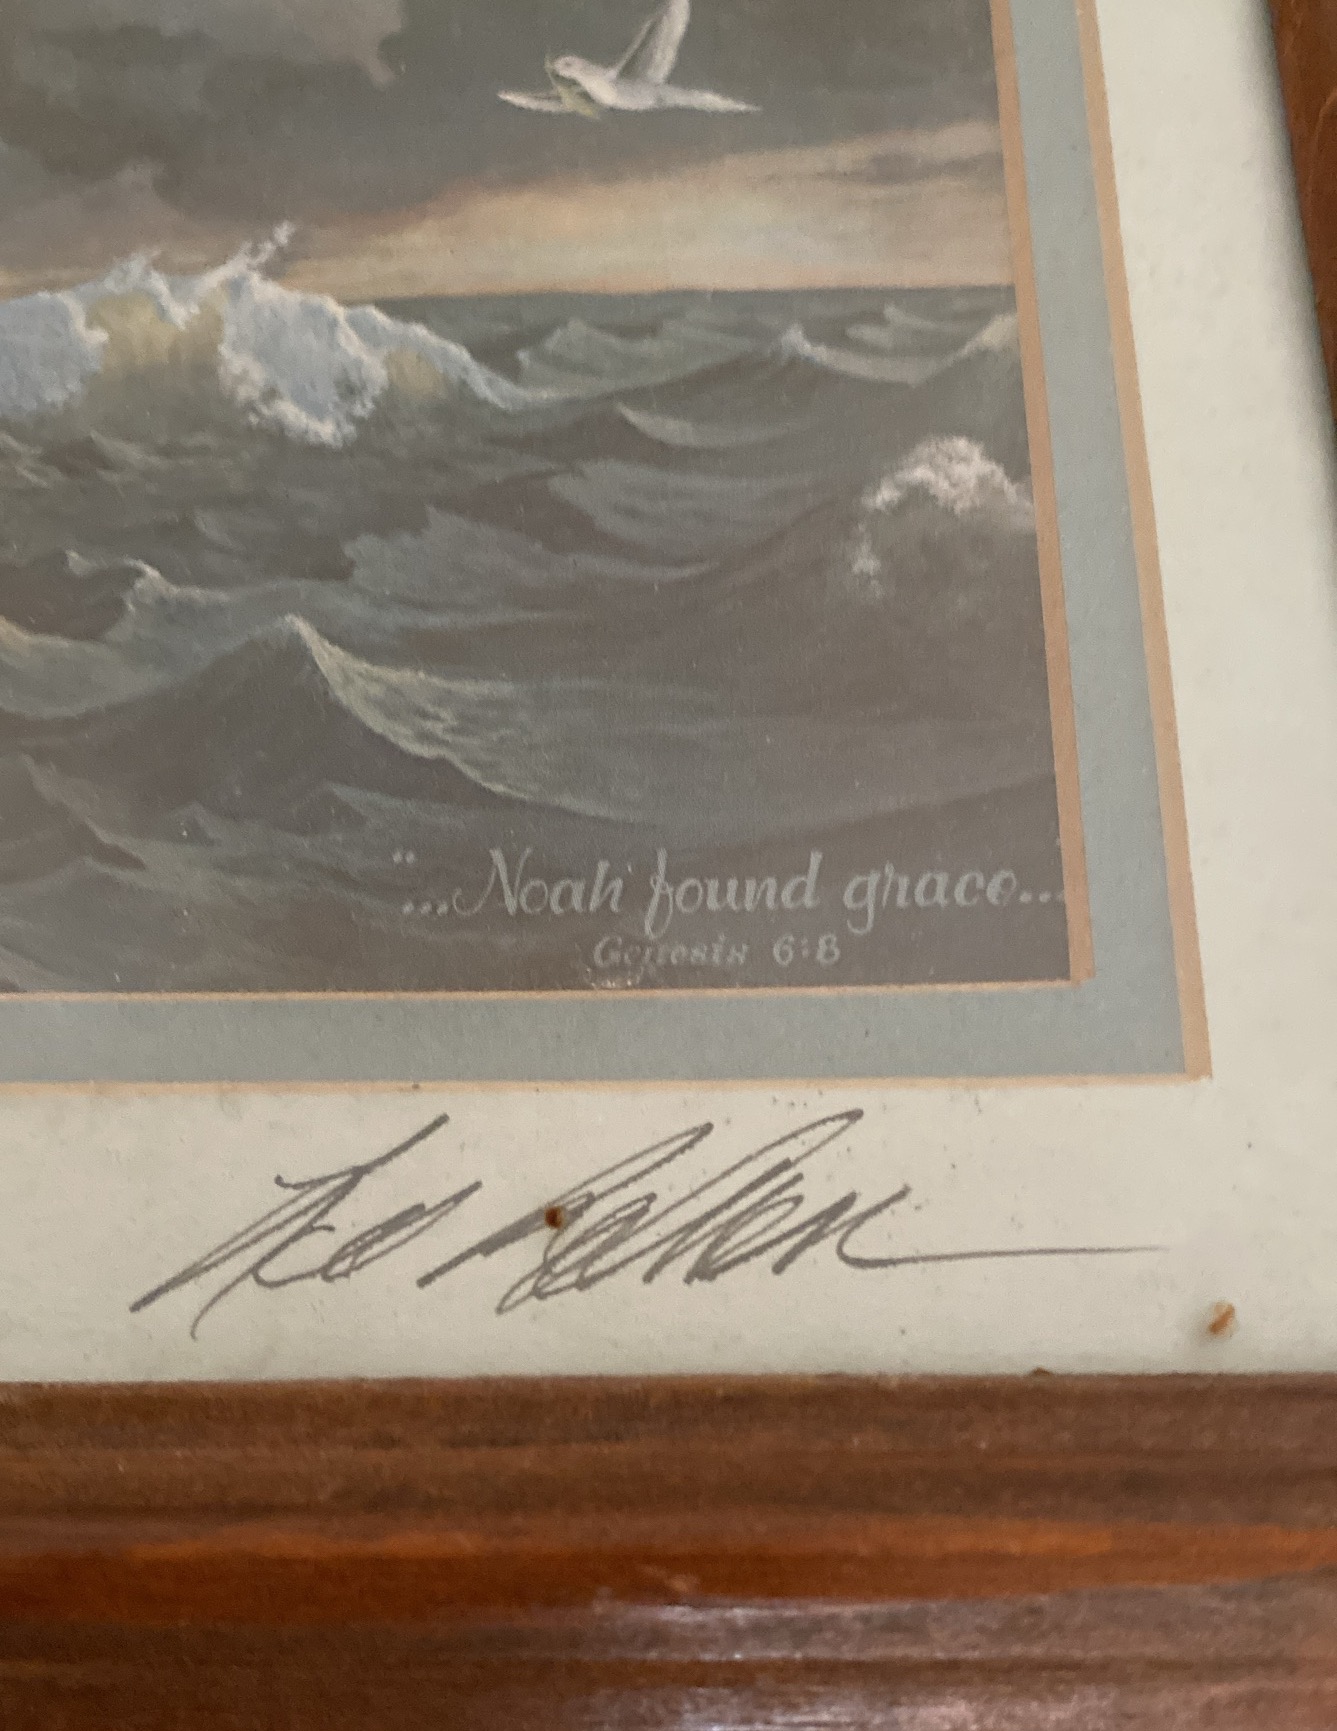 "...Noah found grace...
Genesis 6:8